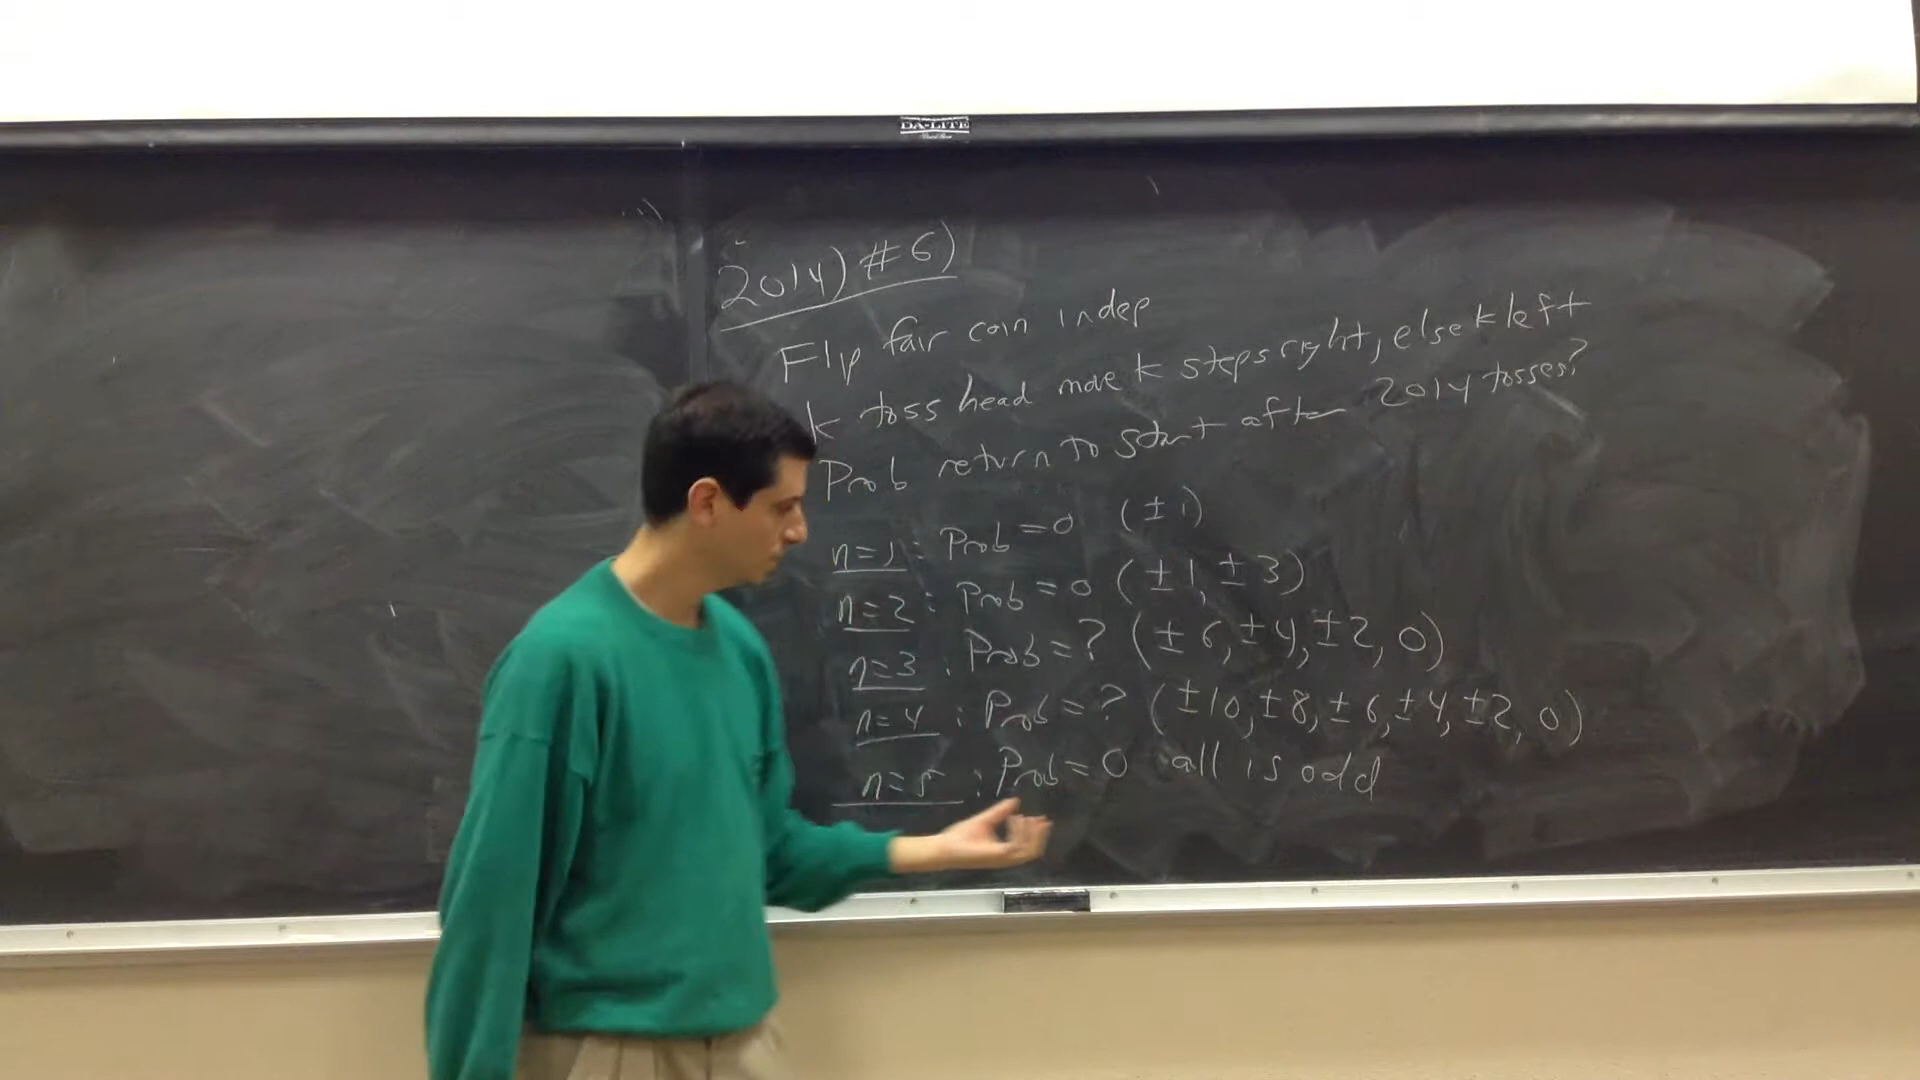 DA-LITE
2014) #6)
Flip fair coin indep
k toss head move k steps right, else k left
Prob return to start after 2014 tosses?
n=1: Prob=0 (±1)
n=2: Prob=0 (±1, ±3)
n=3: Prob=? (±6, ±4, ±2, 0)
n=4: Prob=? (±10, ±8, ±6, ±4, ±2, 0)
n=5: Prob=0 all is odd